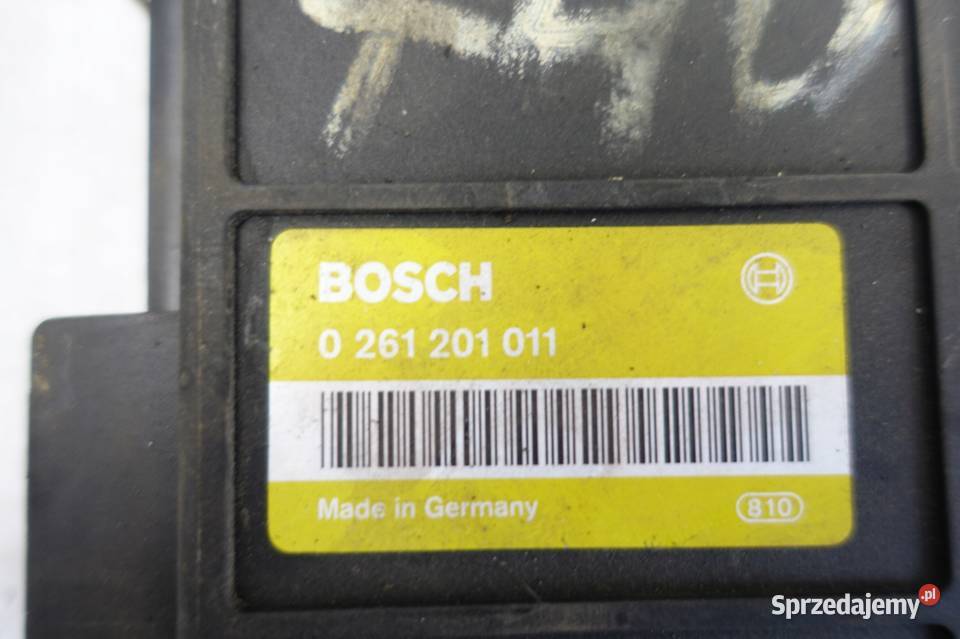 BOSCH
0 261 201 011
Made in Germany
810
Sprzedajemy.pl